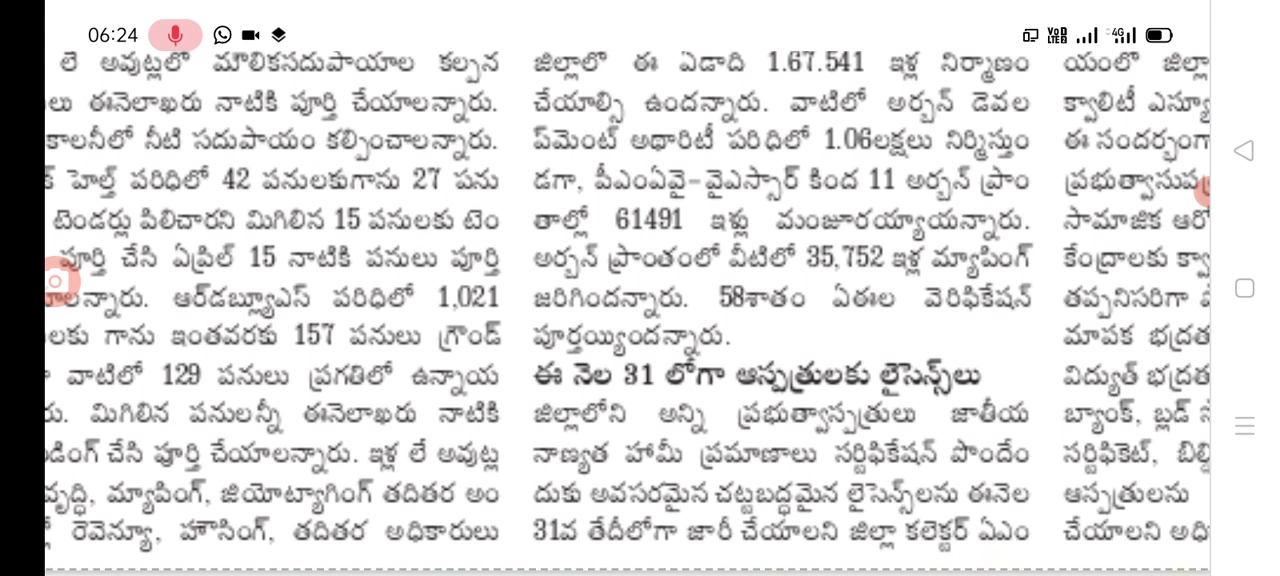 06:24
లే అవుట్లలో మౌలికసదుపాయాల కల్పన
లు ఈనెలాఖరు నాటికి పూర్తి చేయాలన్నారు.
కాలనీలో నీటి సదుపాయం కల్పించాలన్నారు.
హెల్త్ పరిధిలో 42 పనులకుగాను 27 పను
టెండర్లు పిలిచారని మిగిలిన 15 పనులకు టెం
పూర్తి చేసి ఏప్రిల్ 15 నాటికి పనులు పూర్తి
ఆర్‌డబ్ల్యూఎస్ పరిధిలో 1,021
లకు గాను ఇంతవరకు 157 పనులు గ్రౌండ్
వాటిలో 129 పనులు ప్రగతిలో ఉన్నాయ
రు. మిగిలిన పనులన్నీ ఈనెలాఖరు నాటికి
డింగ్ చేసి పూర్తి చేయాలన్నారు. ఇళ్ల లే అవుట్ల
వృద్ధి, మ్యాపింగ్, జియోట్యాగింగ్ తదితర అం
రెవెన్యూ, హౌసింగ్, తదితర అధికారులు
జిల్లాలో ఈ ఏడాది 1.67.541 ఇళ్ల నిర్మాణం
చేయాల్సి ఉందన్నారు. వాటిలో అర్బన్ డెవల
ప్‌మెంట్ అథారిటీ పరిధిలో 1.06లక్షలు నిర్మిస్తుం
డగా, పీఎంఏవై-వైఎస్సార్ కింద 11 అర్బన్ ప్రాం
తాల్లో 61491 ఇళ్లు మంజూరయ్యాయన్నారు.
అర్బన్ ప్రాంతంలో వీటిలో 35,752 ఇళ్ల మ్యాపింగ్
జరిగిందన్నారు. 58శాతం ఏఈల వెరిఫికేషన్
పూర్తయ్యిందన్నారు.
ఈ నెల 31 లోగా ఆస్పత్రులకు లైసెన్స్‌లు
జిల్లాలోని అన్ని ప్రభుత్వాస్పత్రులు జాతీయ
నాణ్యత హామీ ప్రమాణాలు సర్టిఫికేషన్ పొందేం
దుకు అవసరమైన చట్టబద్ధమైన లైసెన్స్‌లను ఈనెల
31వ తేదీలోగా జారీ చేయాలని జిల్లా కలెక్టర్ ఏఎం
యంలో జిల్లా
క్వాలిటీ ఎస్యూ
ఈ సందర్భంగా
ప్రభుత్వాసుప
సామాజిక ఆరో
కేంద్రాలకు క్వా
తప్పనిసరిగా
మాపక భద్రత
విద్యుత్ భద్రత
బ్యాంక్, బ్లడ్
సర్టిఫికెట్, బిల్డి
ఆస్పత్రులను
చేయాలని అధి